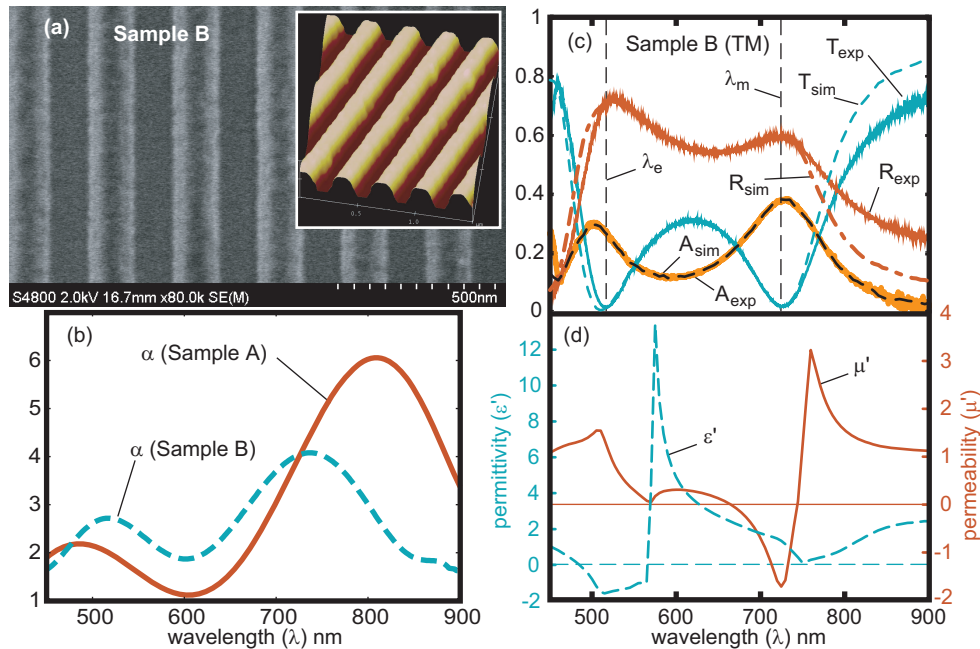 (a)
Sample B
0.5
1.0
S4800 2.0kV 16.7mm x80.0k SE(M)
500nm
(b)
α (Sample A)
α (Sample B)
6
5
4
3
2
1
500 600 700 800 900
wavelength (λ) nm
(c) Sample B (TM)
λm
λe
Texp
Tsim
Rsim
Rexp
Asim
Aexp
1
0.8
0.6
0.4
0.2
0
(d)
μ'
ε'
permittivity (ε')
12
10
8
6
4
2
0
-2
permeability (μ')
4
3
2
1
0
-1
-2
500 600 700 800 900
wavelength (λ) nm